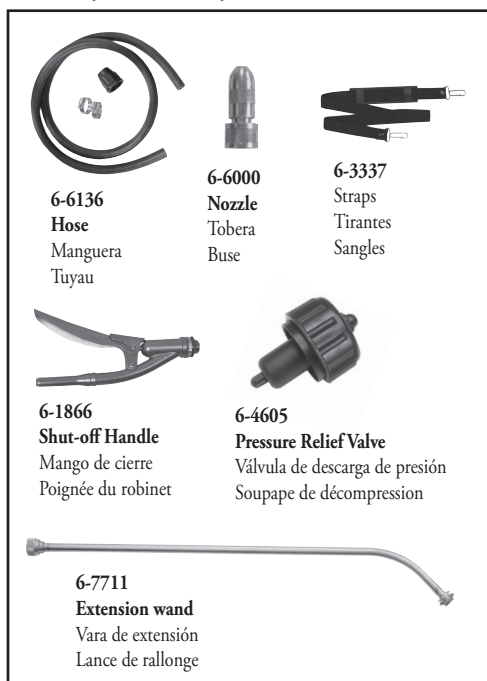 6-6136
Hose
Manguera
Tuyau
6-6000
Nozzle
Tobera
Buse
6-3337
Straps
Tirantes
Sangles
6-1866
Shut-off Handle
Mango de cierre
Poignée du robinet
6-4605
Pressure Relief Valve
Válvula de descarga de presión
Soupape de décompression
6-7711
Extension wand
Vara de extensión
Lance de rallonge